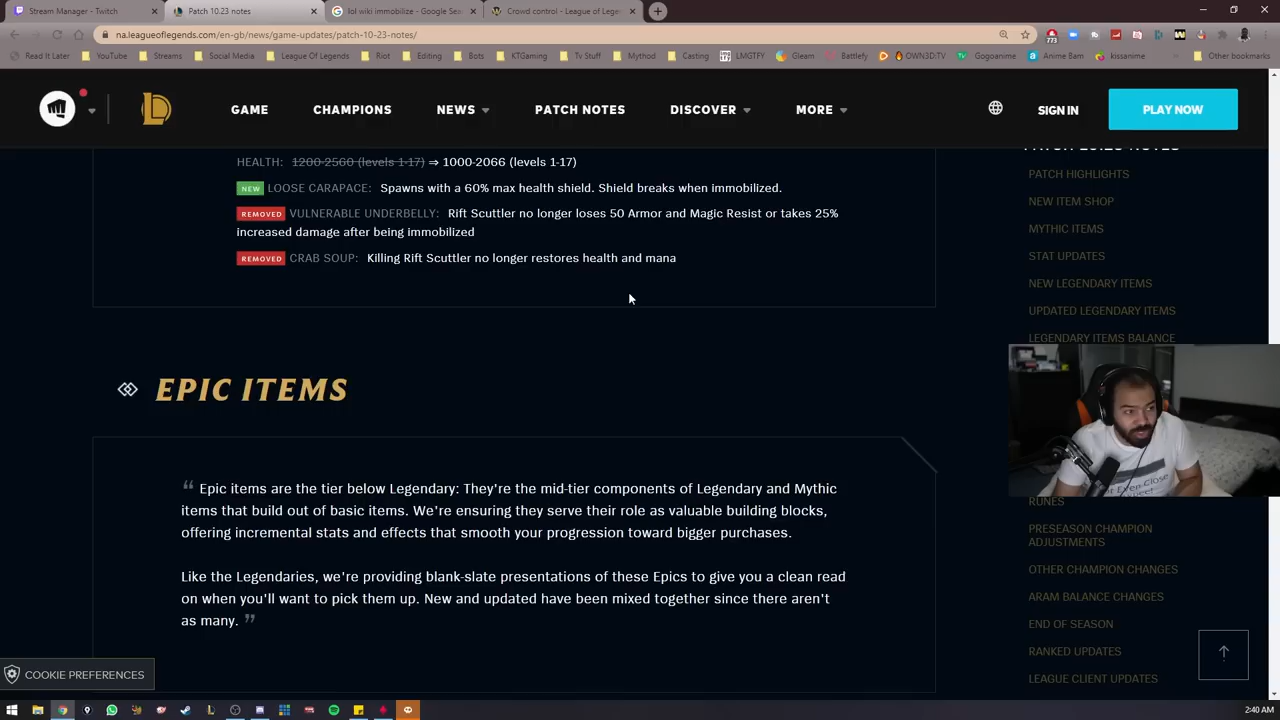 Stream Manager - Twitch
Patch 10.23 notes
lol wiki immobilize - Google Sea
Crowd control - League of Legen
na.leagueoflegends.com/en-gb/news/game-updates/patch-10-23-notes/
773
Read It Later
YouTube
Streams
Social Media
League Of Legends
Riot
Editing
Bots
KTGaming
Tv Stuff
Mythod
Casting
LMGTFY
Gleam
Battlefy
OWN3D:TV
Gogoanime
Anime Bam
kissanime
Other bookmarks
GAME
CHAMPIONS
NEWS
PATCH NOTES
DISCOVER
MORE
SIGN IN
PLAY NOW
HEALTH: 1200-2560 (levels 1-17) ⇒ 1000-2066 (levels 1-17)
NEW LOOSE CARAPACE: Spawns with a 60% max health shield. Shield breaks when immobilized.
REMOVED VULNERABLE UNDERBELLY: Rift Scuttler no longer loses 50 Armor and Magic Resist or takes 25%
increased damage after being immobilized
REMOVED CRAB SOUP: Killing Rift Scuttler no longer restores health and mana
EPIC ITEMS
“ Epic items are the tier below Legendary: They're the mid-tier components of Legendary and Mythic
items that build out of basic items. We're ensuring they serve their role as valuable building blocks,
offering incremental stats and effects that smooth your progression toward bigger purchases.
Like the Legendaries, we're providing blank-slate presentations of these Epics to give you a clean read
on when you'll want to pick them up. New and updated have been mixed together since there aren't
as many. ”
PATCH 10.23 NOTES
PATCH HIGHLIGHTS
NEW ITEM SHOP
MYTHIC ITEMS
STAT UPDATES
NEW LEGENDARY ITEMS
UPDATED LEGENDARY ITEMS
LEGENDARY ITEMS BALANCE
RUNES
PRESEASON CHAMPION
ADJUSTMENTS
OTHER CHAMPION CHANGES
ARAM BALANCE CHANGES
END OF SEASON
RANKED UPDATES
LEAGUE CLIENT UPDATES
COOKIE PREFERENCES
2:40 AM